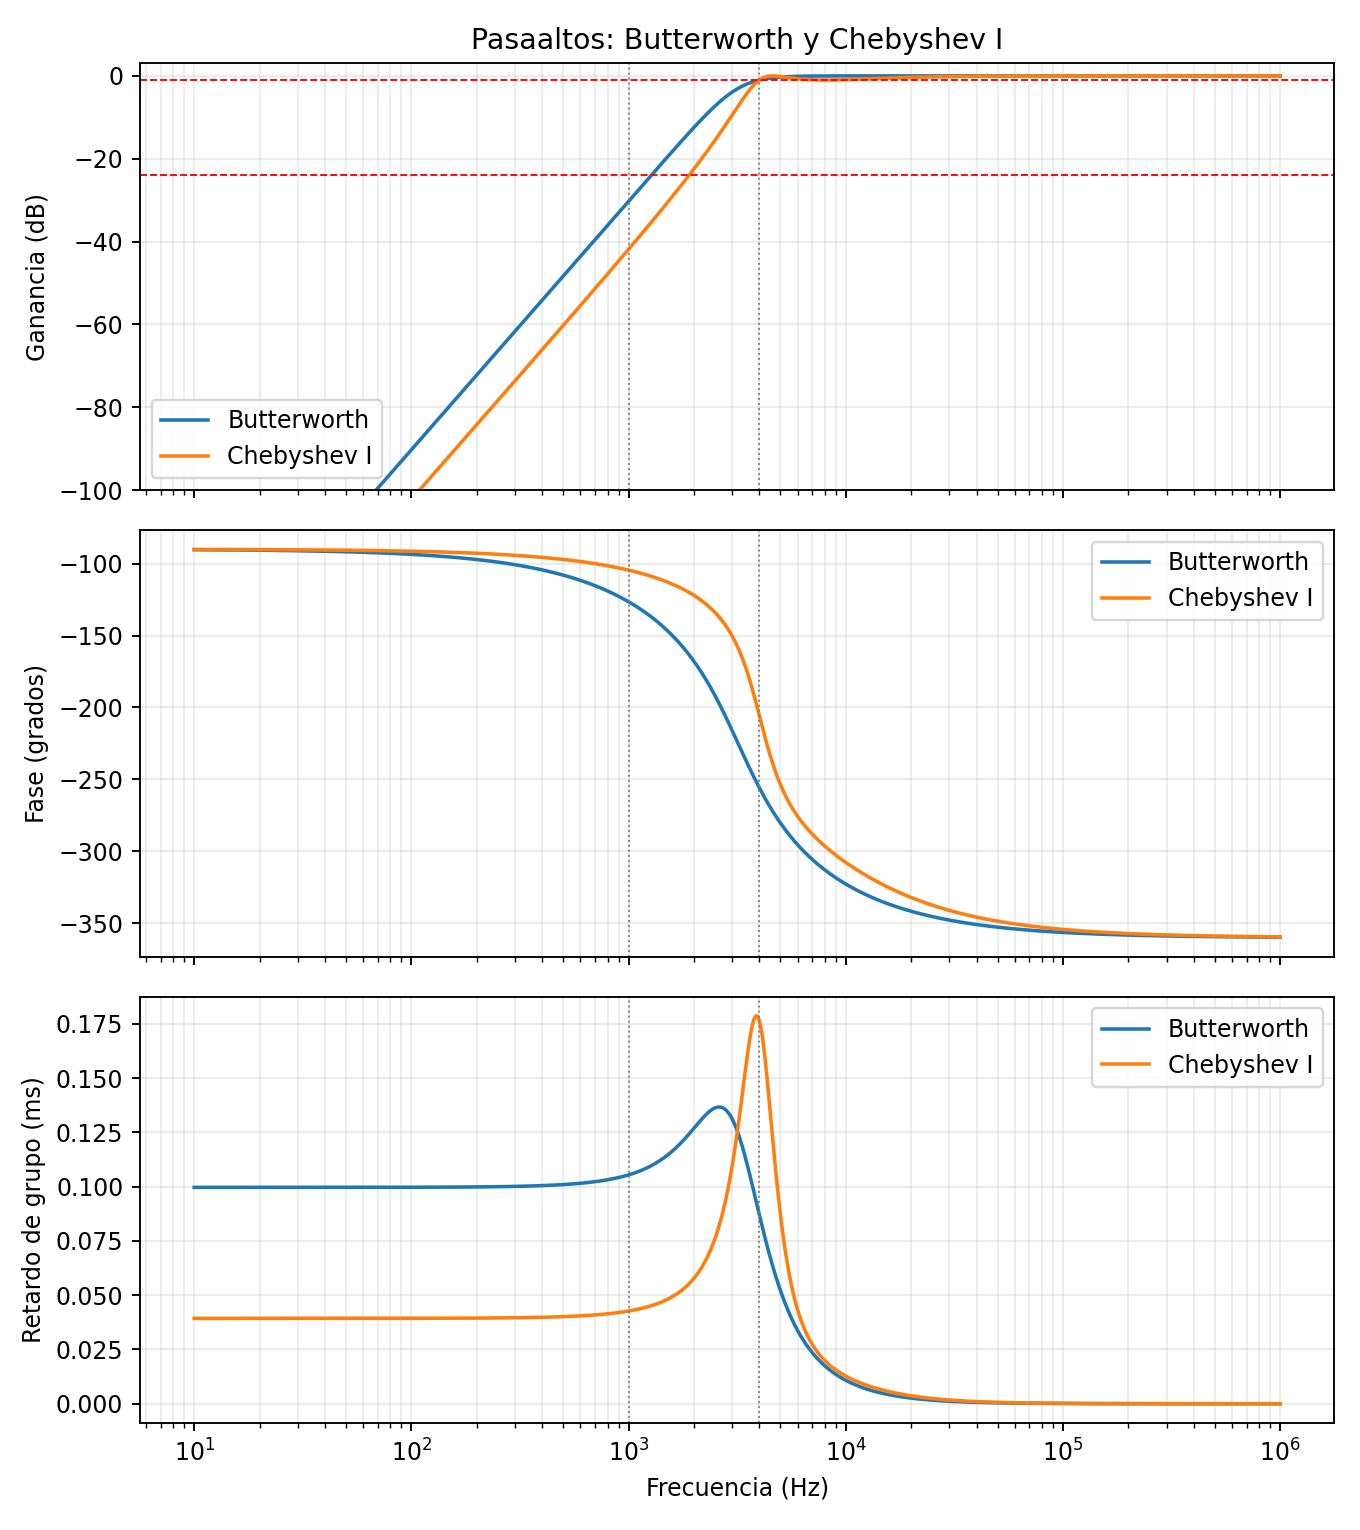 Pasaaltos: Butterworth y Chebyshev I
0
−20
−40
−60
−80
−100
Ganancia (dB)
Butterworth
Chebyshev I
−100
−150
−200
−250
−300
−350
Fase (grados)
Butterworth
Chebyshev I
0.175
0.150
0.125
0.100
0.075
0.050
0.025
0.000
Retardo de grupo (ms)
Butterworth
Chebyshev I
10¹ 10² 10³ 10⁴ 10⁵ 10⁶
Frecuencia (Hz)